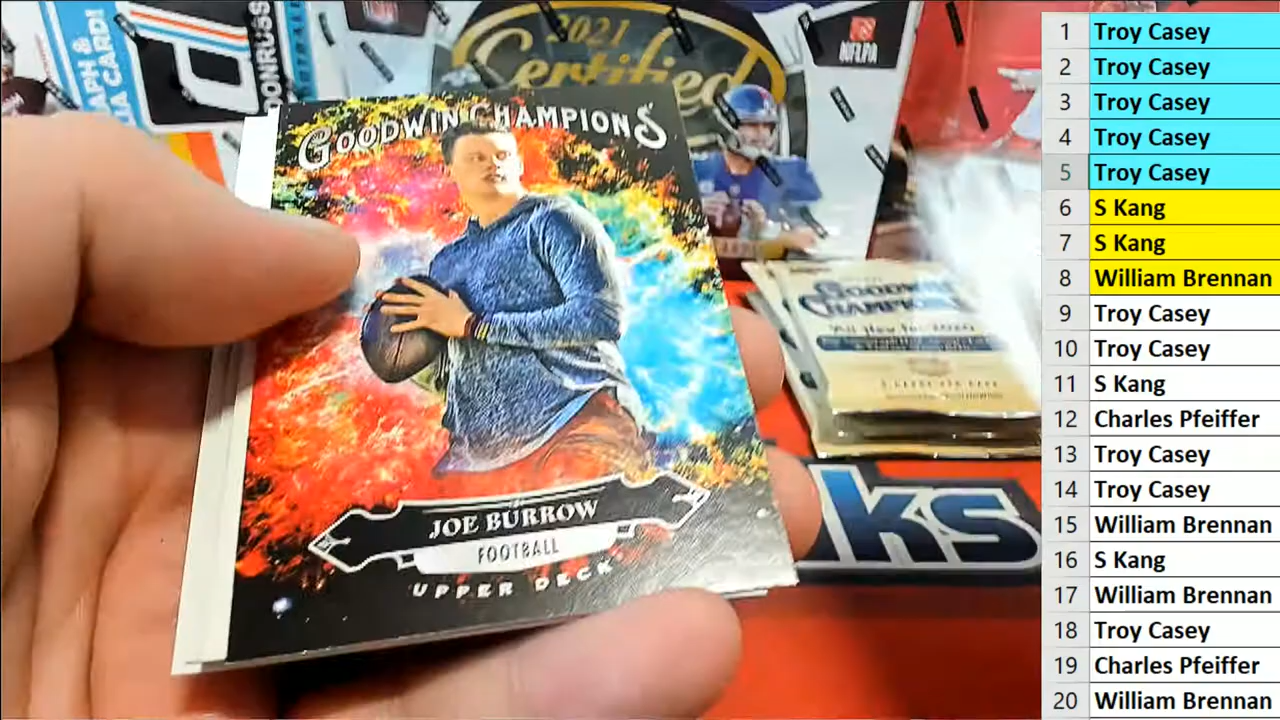 GOODWIN CHAMPIONS
JOE BURROW
FOOTBALL
UPPER DECK
2021
Certified
DONRUSS
NFLPA
GOODWIN
CHAMPIONS
ks
1 Troy Casey
2 Troy Casey
3 Troy Casey
4 Troy Casey
5 Troy Casey
6 S Kang
7 S Kang
8 William Brennan
9 Troy Casey
10 Troy Casey
11 S Kang
12 Charles Pfeiffer
13 Troy Casey
14 Troy Casey
15 William Brennan
16 S Kang
17 William Brennan
18 Troy Casey
19 Charles Pfeiffer
20 William Brennan